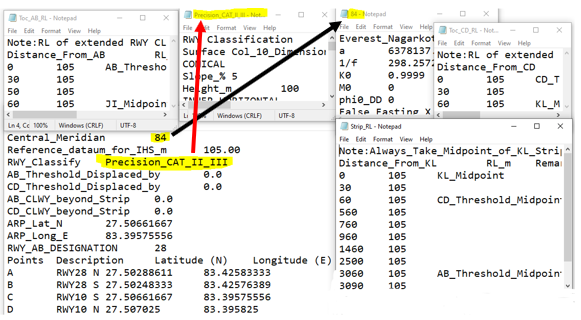 Toc_AB_RL - Notepad
File Edit Format View Help
Note:RL of extended RWY CL
Distance_From_AB RL
0 105 AB_Thresho
30 105
50 105
60 105 JI_Midpoin
Ln 4, Cc 100% Windows (CRLF) UTF-8
Precision_CAT_II_III - Not...
File Edit Format View Help
RWY Classification
Surface Col_10_Dimension
CONICAL
Slope_% 5
Height_m 100
INNER HORIZONTAL
Windows (CRLF) UTF-8
84 - Notepad
File Edit Format View Help
Everest_Nagarkot
a 6378137.
1/f 298.2572
K0 0.9999
M0 0
phi0_DD 0
False Easting X
Toc_CD_RL - Notepad
File Edit Format View Help
Note:RL of extended
Distance_From_CD
0 105 CD_T
30 105
60 105 KL_M
Strip_RL - Notepad
File Edit Format View Help
Note:Always_Take_Midpoint_of_KL_Strip
Distance_From_KL RL_m Rema
0 105 KL_Midpoint
30 105
60 105 CD_Threshold_Midpoint
560 105
760 105
960 105
1460 105
2500 105
3060 105 AB_Threshold_Midpoint
3090 105
Central_Meridian 84
Reference_dataum_for_IHS_m 105.00
RWY_Classify Precision_CAT_II_III
AB_Threshold_Displaced_by 0.0
CD_Threshold_Displaced_by 0.0
AB_CLWY_beyond_Strip 0.0
CD_CLWY_beyond_Strip 0.0
ARP_Lat_N 27.50661667
ARP_Long_E 83.39575556
RWY_AB_DESIGNATION 28
Points Description Latitude (N) Longitude (E)
A RWY28 N 27.50288611 83.42583333
B RWY28 S 27.50248333 83.42576389
C RWY10 S 27.50661667 83.39575556
D RWY10 N 27.507025 83.395825